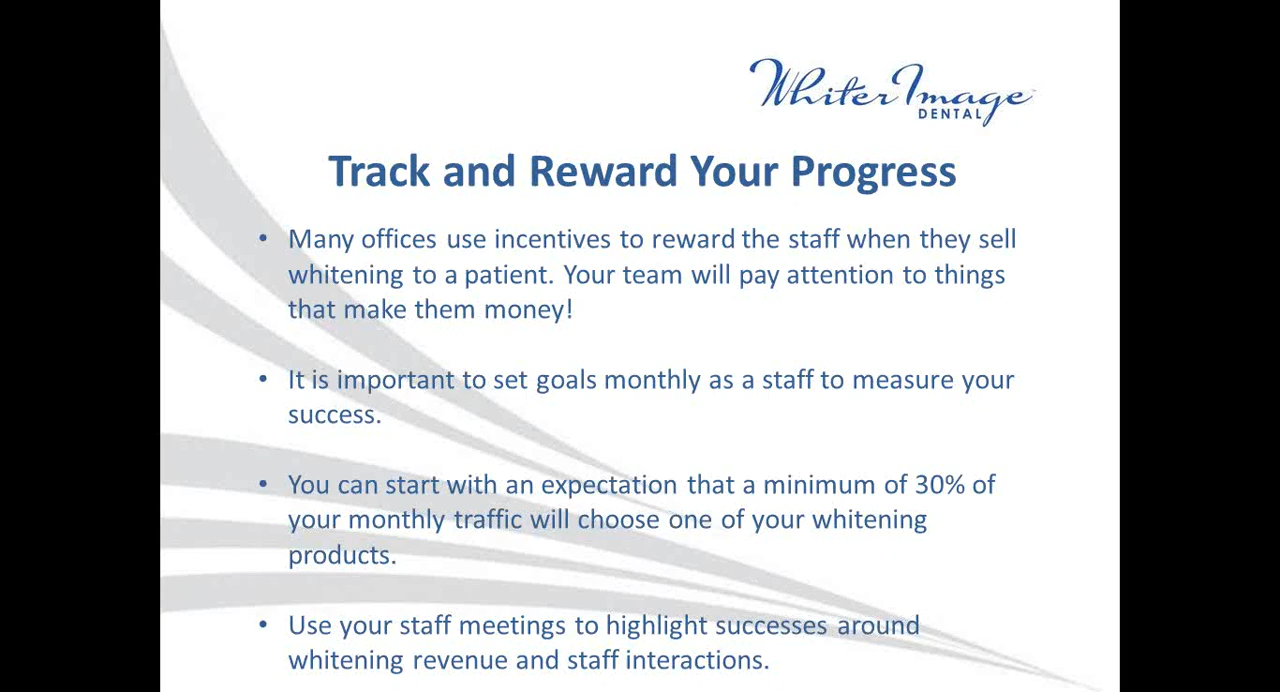 Whiter Image
DENTAL
Track and Reward Your Progress
• Many offices use incentives to reward the staff when they sell
whitening to a patient. Your team will pay attention to things
that make them money!
• It is important to set goals monthly as a staff to measure your
success.
• You can start with an expectation that a minimum of 30% of
your monthly traffic will choose one of your whitening
products.
• Use your staff meetings to highlight successes around
whitening revenue and staff interactions.